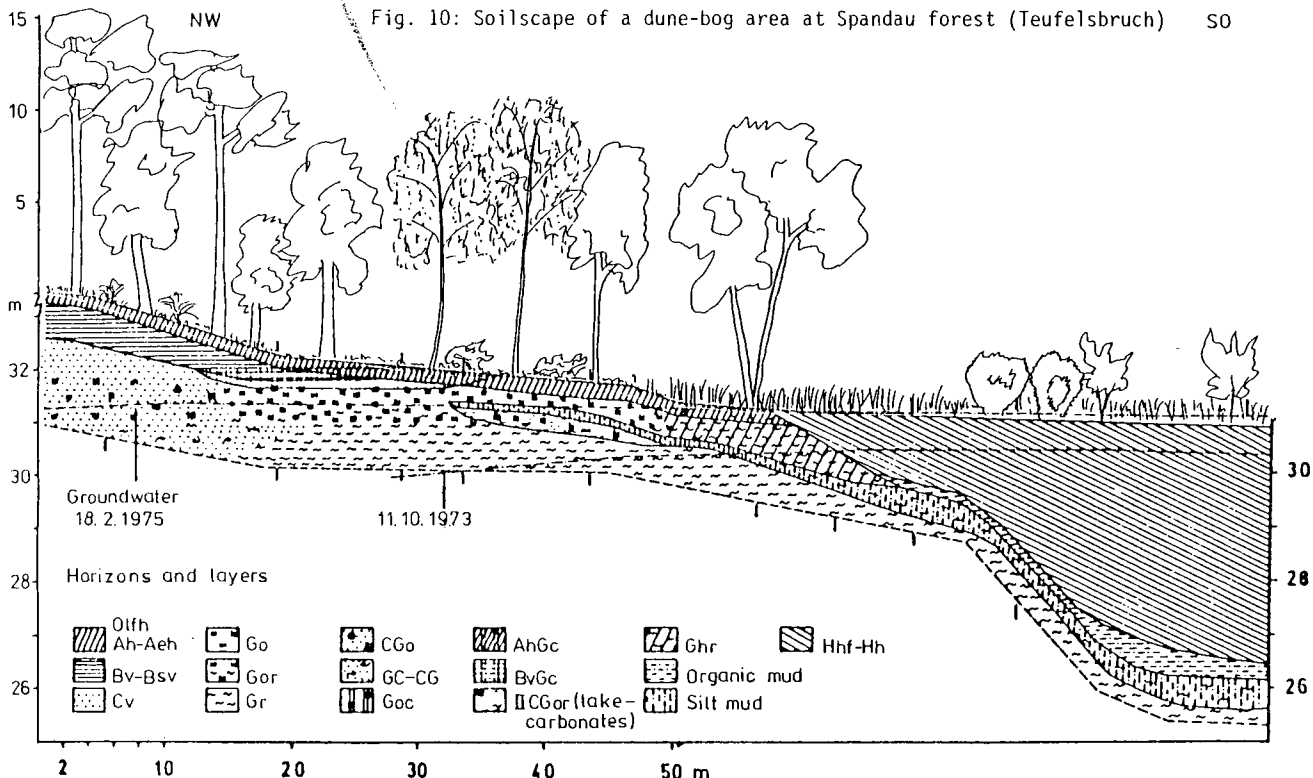 Fig. 10: Soilscape of a dune-bog area at Spandau forest (Teufelsbruch)
NW
SO
15
10
5
m
32
30
28
26
30
28
26
Groundwater
18. 2. 1975
11. 10. 1973
Horizons and layers
Olfh
Ah-Aeh
Go
CGo
AhGc
Ghr
Hhf-Hh
Bv-Bsv
Gor
GC-CG
BvGc
Organic mud
Cv
Gr
Goc
IICGor (lake-
carbonates)
Silt mud
2 10 20 30 40 50 m